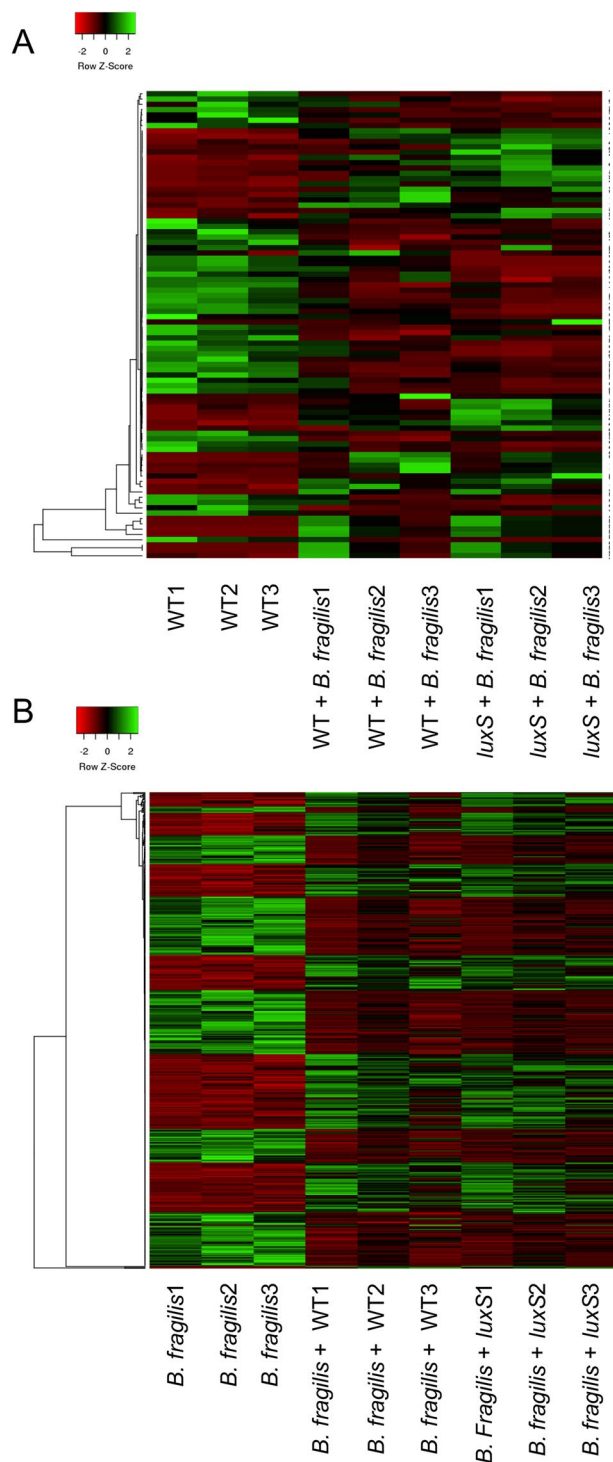 A
-2 0 2
Row Z-Score
WT1
WT2
WT3
WT + B. fragilis1
WT + B. fragilis2
WT + B. fragilis3
luxS + B. fragilis1
luxS + B. fragilis2
luxS + B. fragilis3
B
-2 0 2
Row Z-Score
B. fragilis1
B. fragilis2
B. fragilis3
B. fragilis + WT1
B. fragilis + WT2
B. fragilis + WT3
B. Fragilis + luxS1
B. fragilis + luxS2
B. fragilis + luxS3